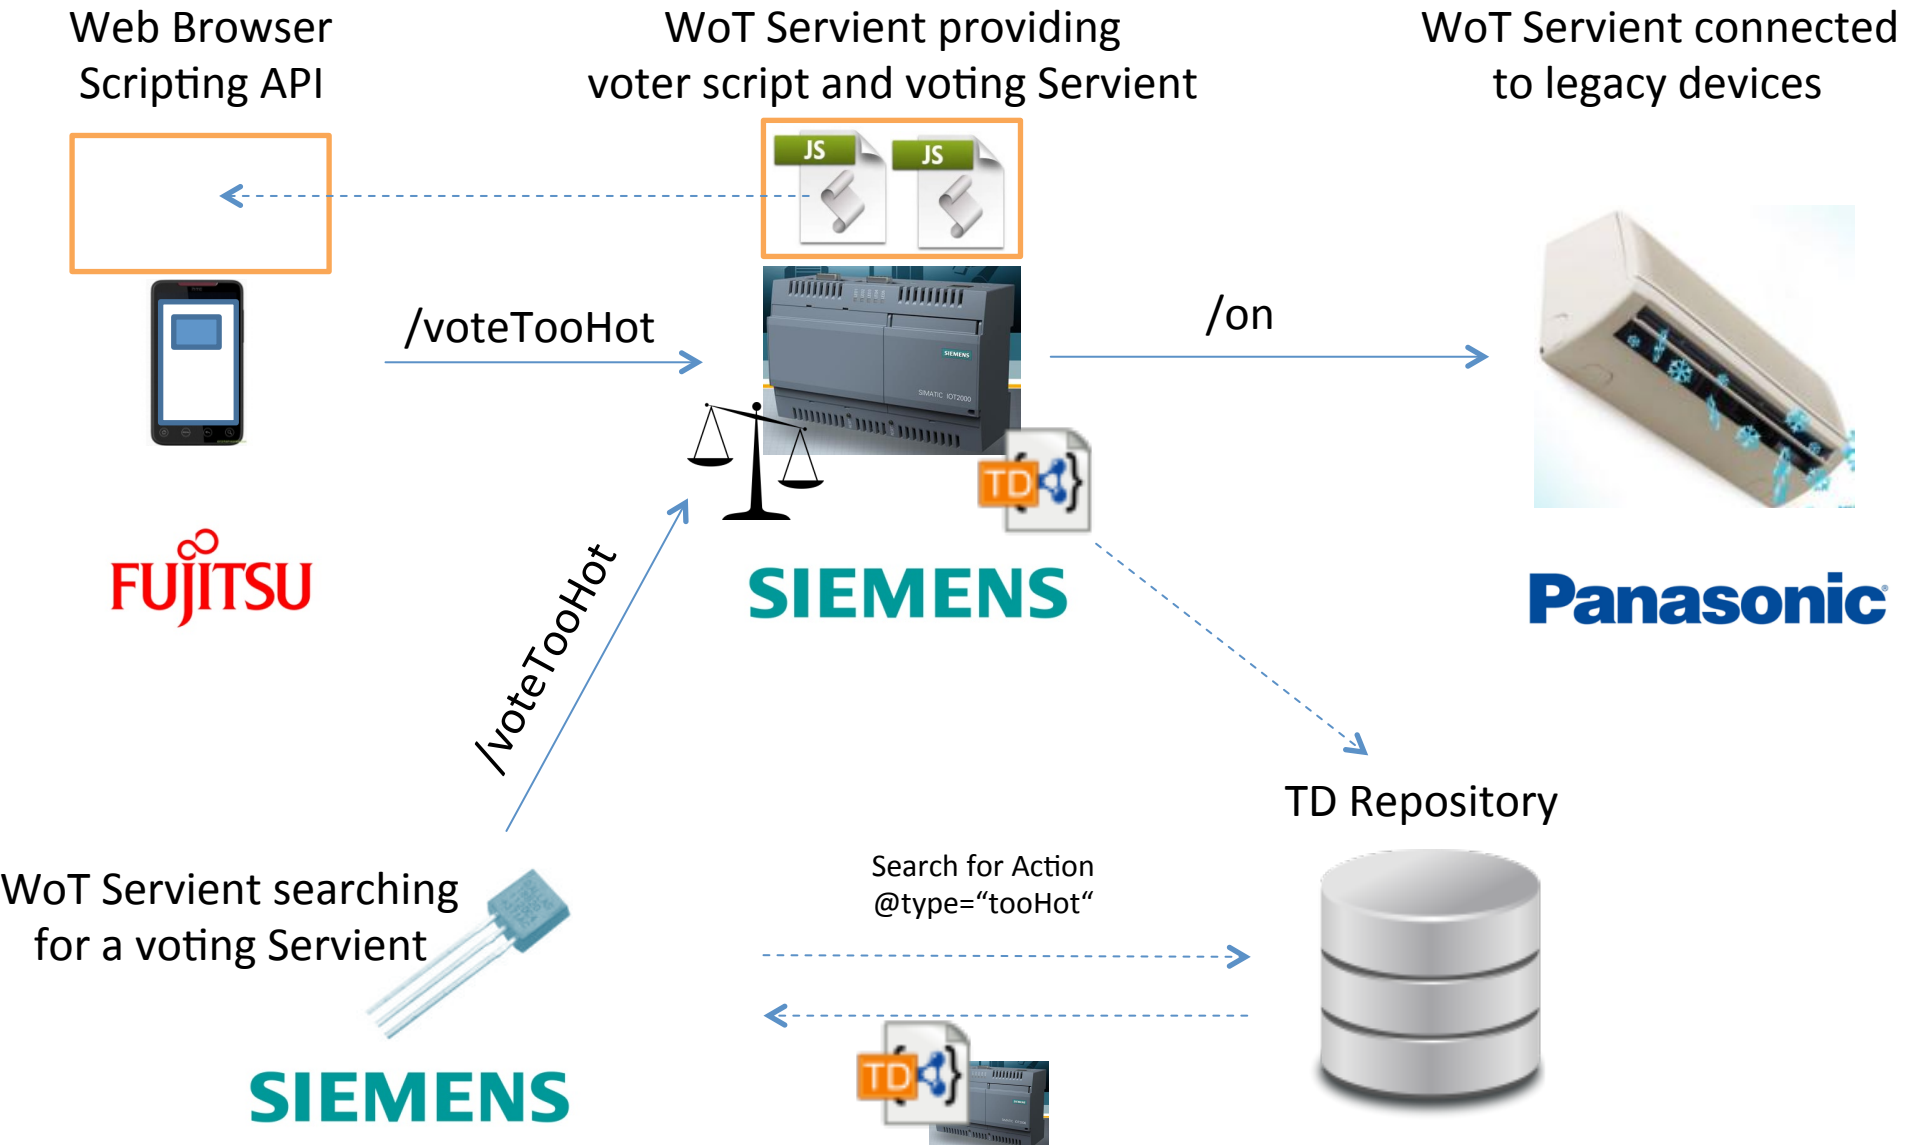 Web Browser
Scripting API
WoT Servient providing
voter script and voting Servient
WoT Servient connected
to legacy devices
JS
JS
/voteTooHot
/on
SIEMENS
SIMATIC IOT2000
TD
FUJITSU
SIEMENS
Panasonic
/voteTooHot
TD Repository
WoT Servient searching
for a voting Servient
Search for Action
@type=“tooHot“
TD
SIEMENS